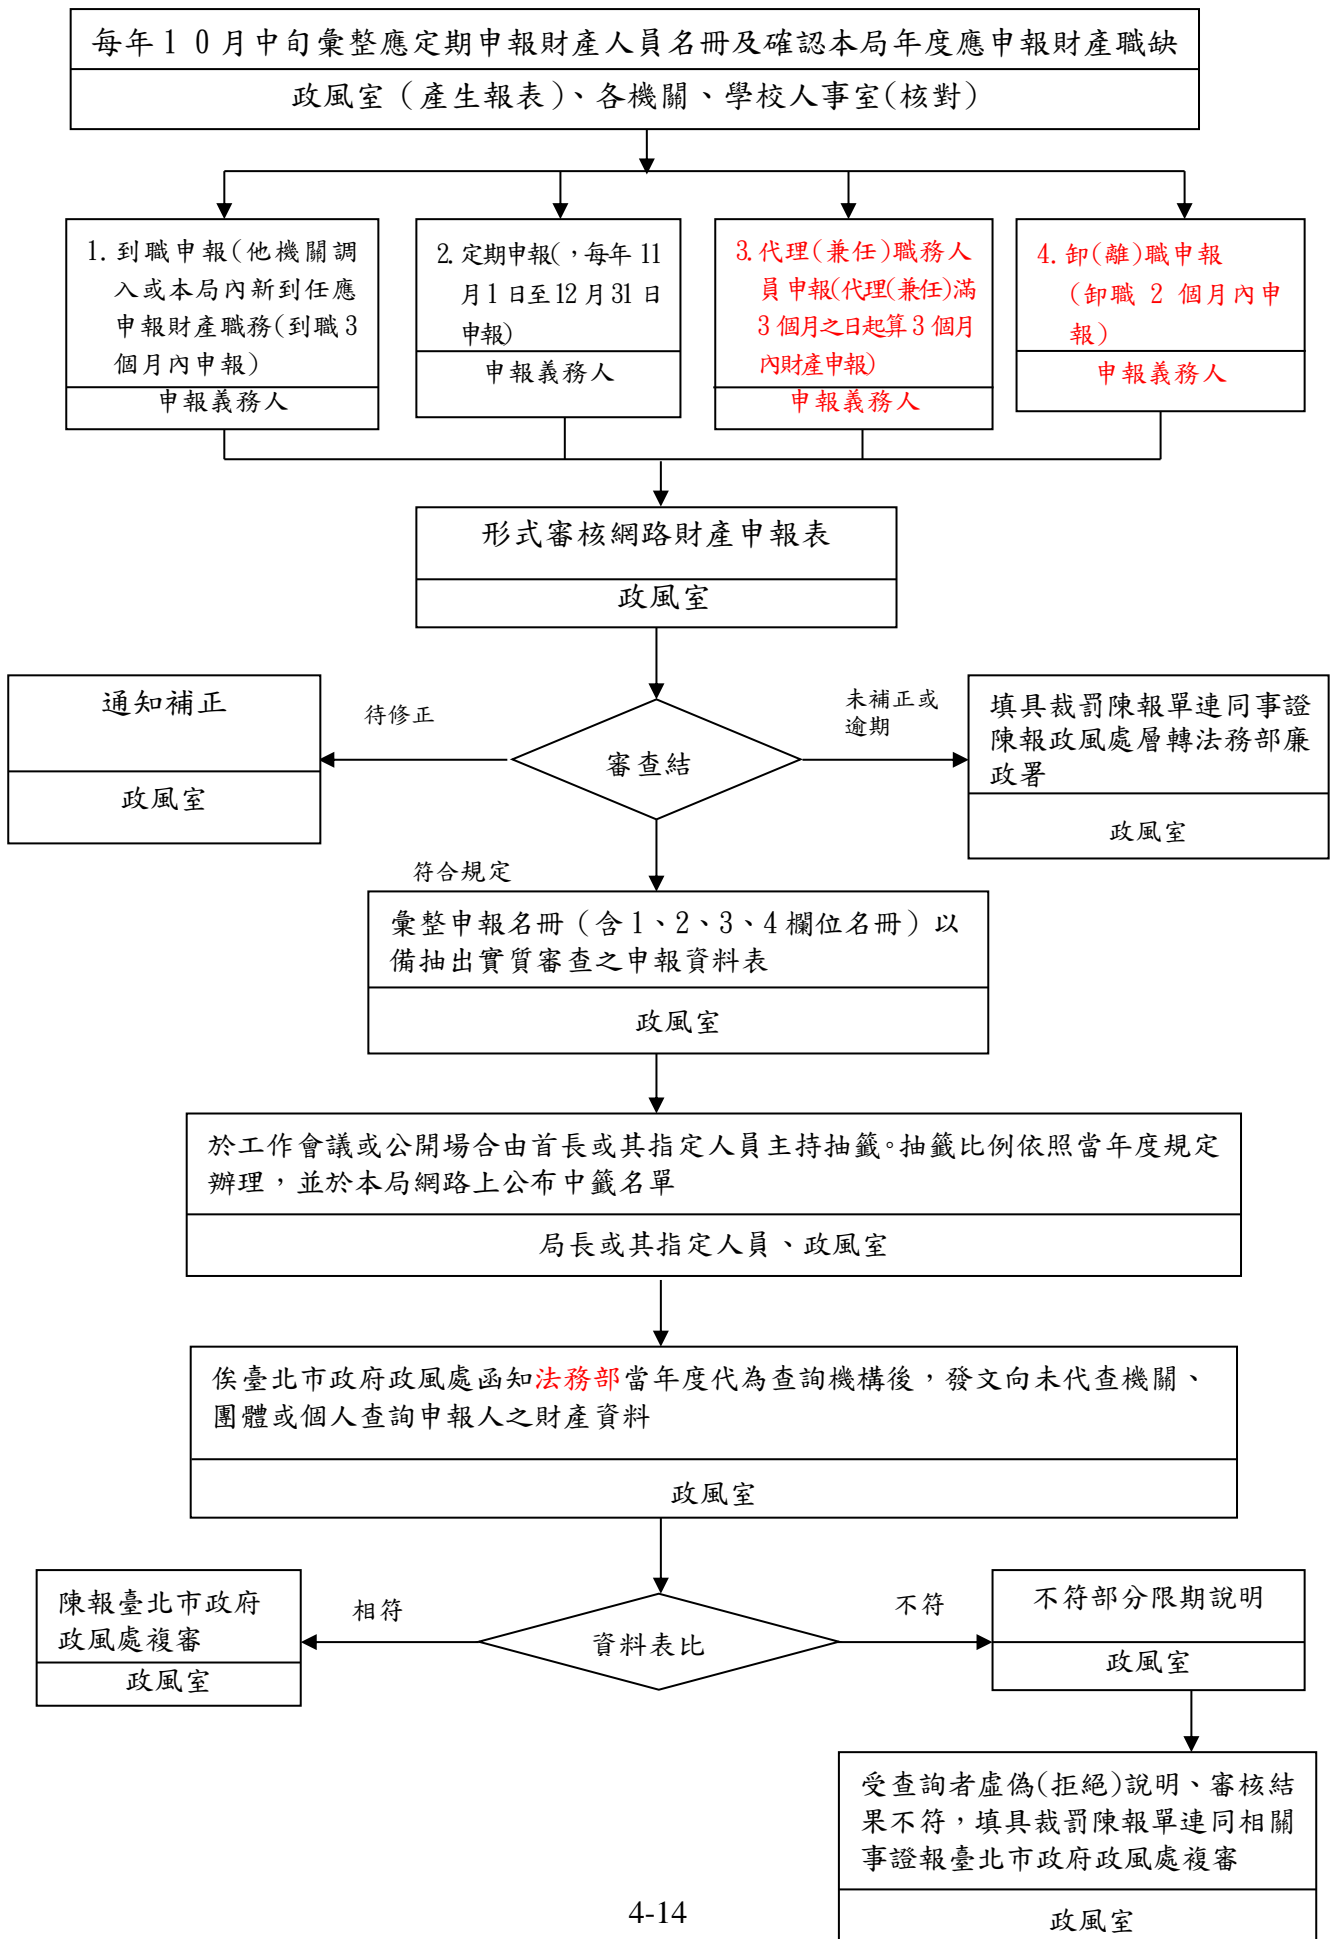 每年10月中旬彙整應定期申報財產人員名冊及確認本局年度應申報財產職缺
政風室（產生報表）、各機關、學校人事室(核對)
1. 到職申報(他機關調
入或本局內新到任應
申報財產職務(到職3
個月內申報)
申報義務人
2. 定期申報(，每年11
月1日至12月31日
申報)
申報義務人
3. 代理(兼任)職務人
員申報(代理(兼任)滿
3個月之日起算3個月
內財產申報)
申報義務人
4. 卸(離)職申報
(卸職 2 個月內申
報)
申報義務人
形式審核網路財產申報表
政風室
通知補正
政風室
待修正
審查結
未補正或
逾期
填具裁罰陳報單連同事證
陳報政風處層轉法務部廉
政署
政風室
符合規定
彙整申報名冊（含1、2、3、4欄位名冊）以
備抽出實質審查之申報資料表
政風室
於工作會議或公開場合由首長或其指定人員主持抽籤。抽籤比例依照當年度規定
辦理，並於本局網路上公布中籤名單
局長或其指定人員、政風室
俟臺北市政府政風處函知法務部當年度代為查詢機構後，發文向未代查機關、
團體或個人查詢申報人之財產資料
政風室
陳報臺北市政府
政風處複審
政風室
相符
資料表比
不符
不符部分限期說明
政風室
受查詢者虛偽(拒絕)說明、審核結
果不符，填具裁罰陳報單連同相關
事證報臺北市政府政風處複審
政風室
4-14